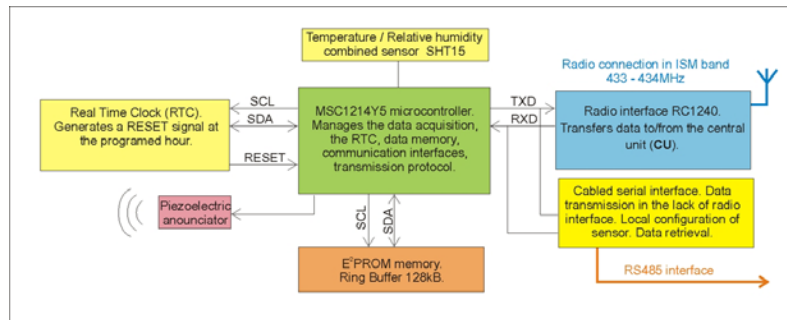 Temperature / Relative humidity
combined sensor SHT15
Radio connection in ISM band
433 - 434MHz
Real Time Clock (RTC).
Generates a RESET signal at
the programed hour.
SCL
SDA
RESET
MSC1214Y5 microcontroller.
Manages the data acquisition,
the RTC, data memory,
communication interfaces,
transmission protocol.
TXD
RXD
Radio interface RC1240.
Transfers data to/from the central
unit (CU).
Piezoelectric
anounciator
SCL
SDA
Cabled serial interface. Data
transmission in the lack of radio
interface. Local configuration of
sensor. Data retrieval.
E²PROM memory.
Ring Buffer 128kB.
RS485 interface